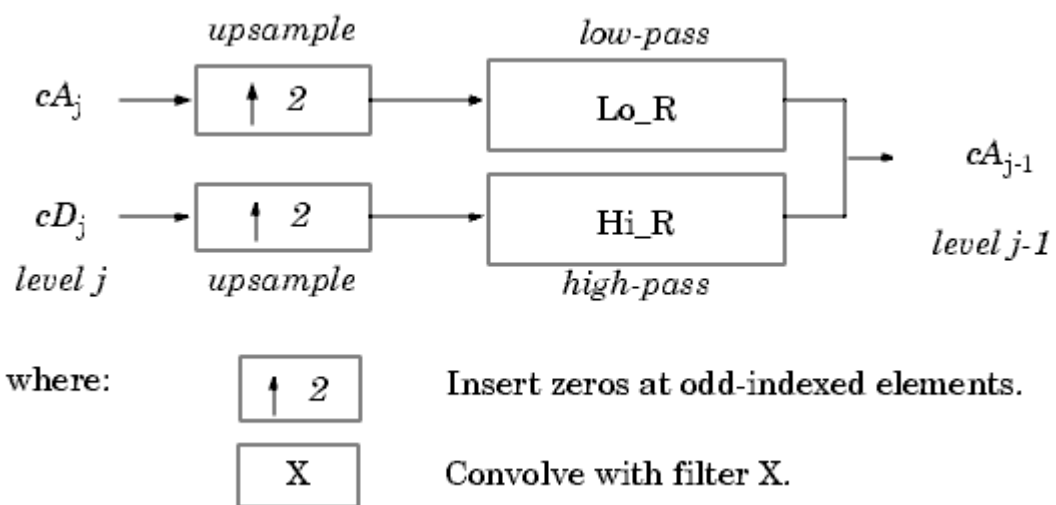 upsample low-pass
cA_j ↑ 2 Lo_R
cA_j-1
cD_j ↑ 2 Hi_R
level j-1
level j upsample high-pass
where: ↑ 2 Insert zeros at odd-indexed elements.
X Convolve with filter X.